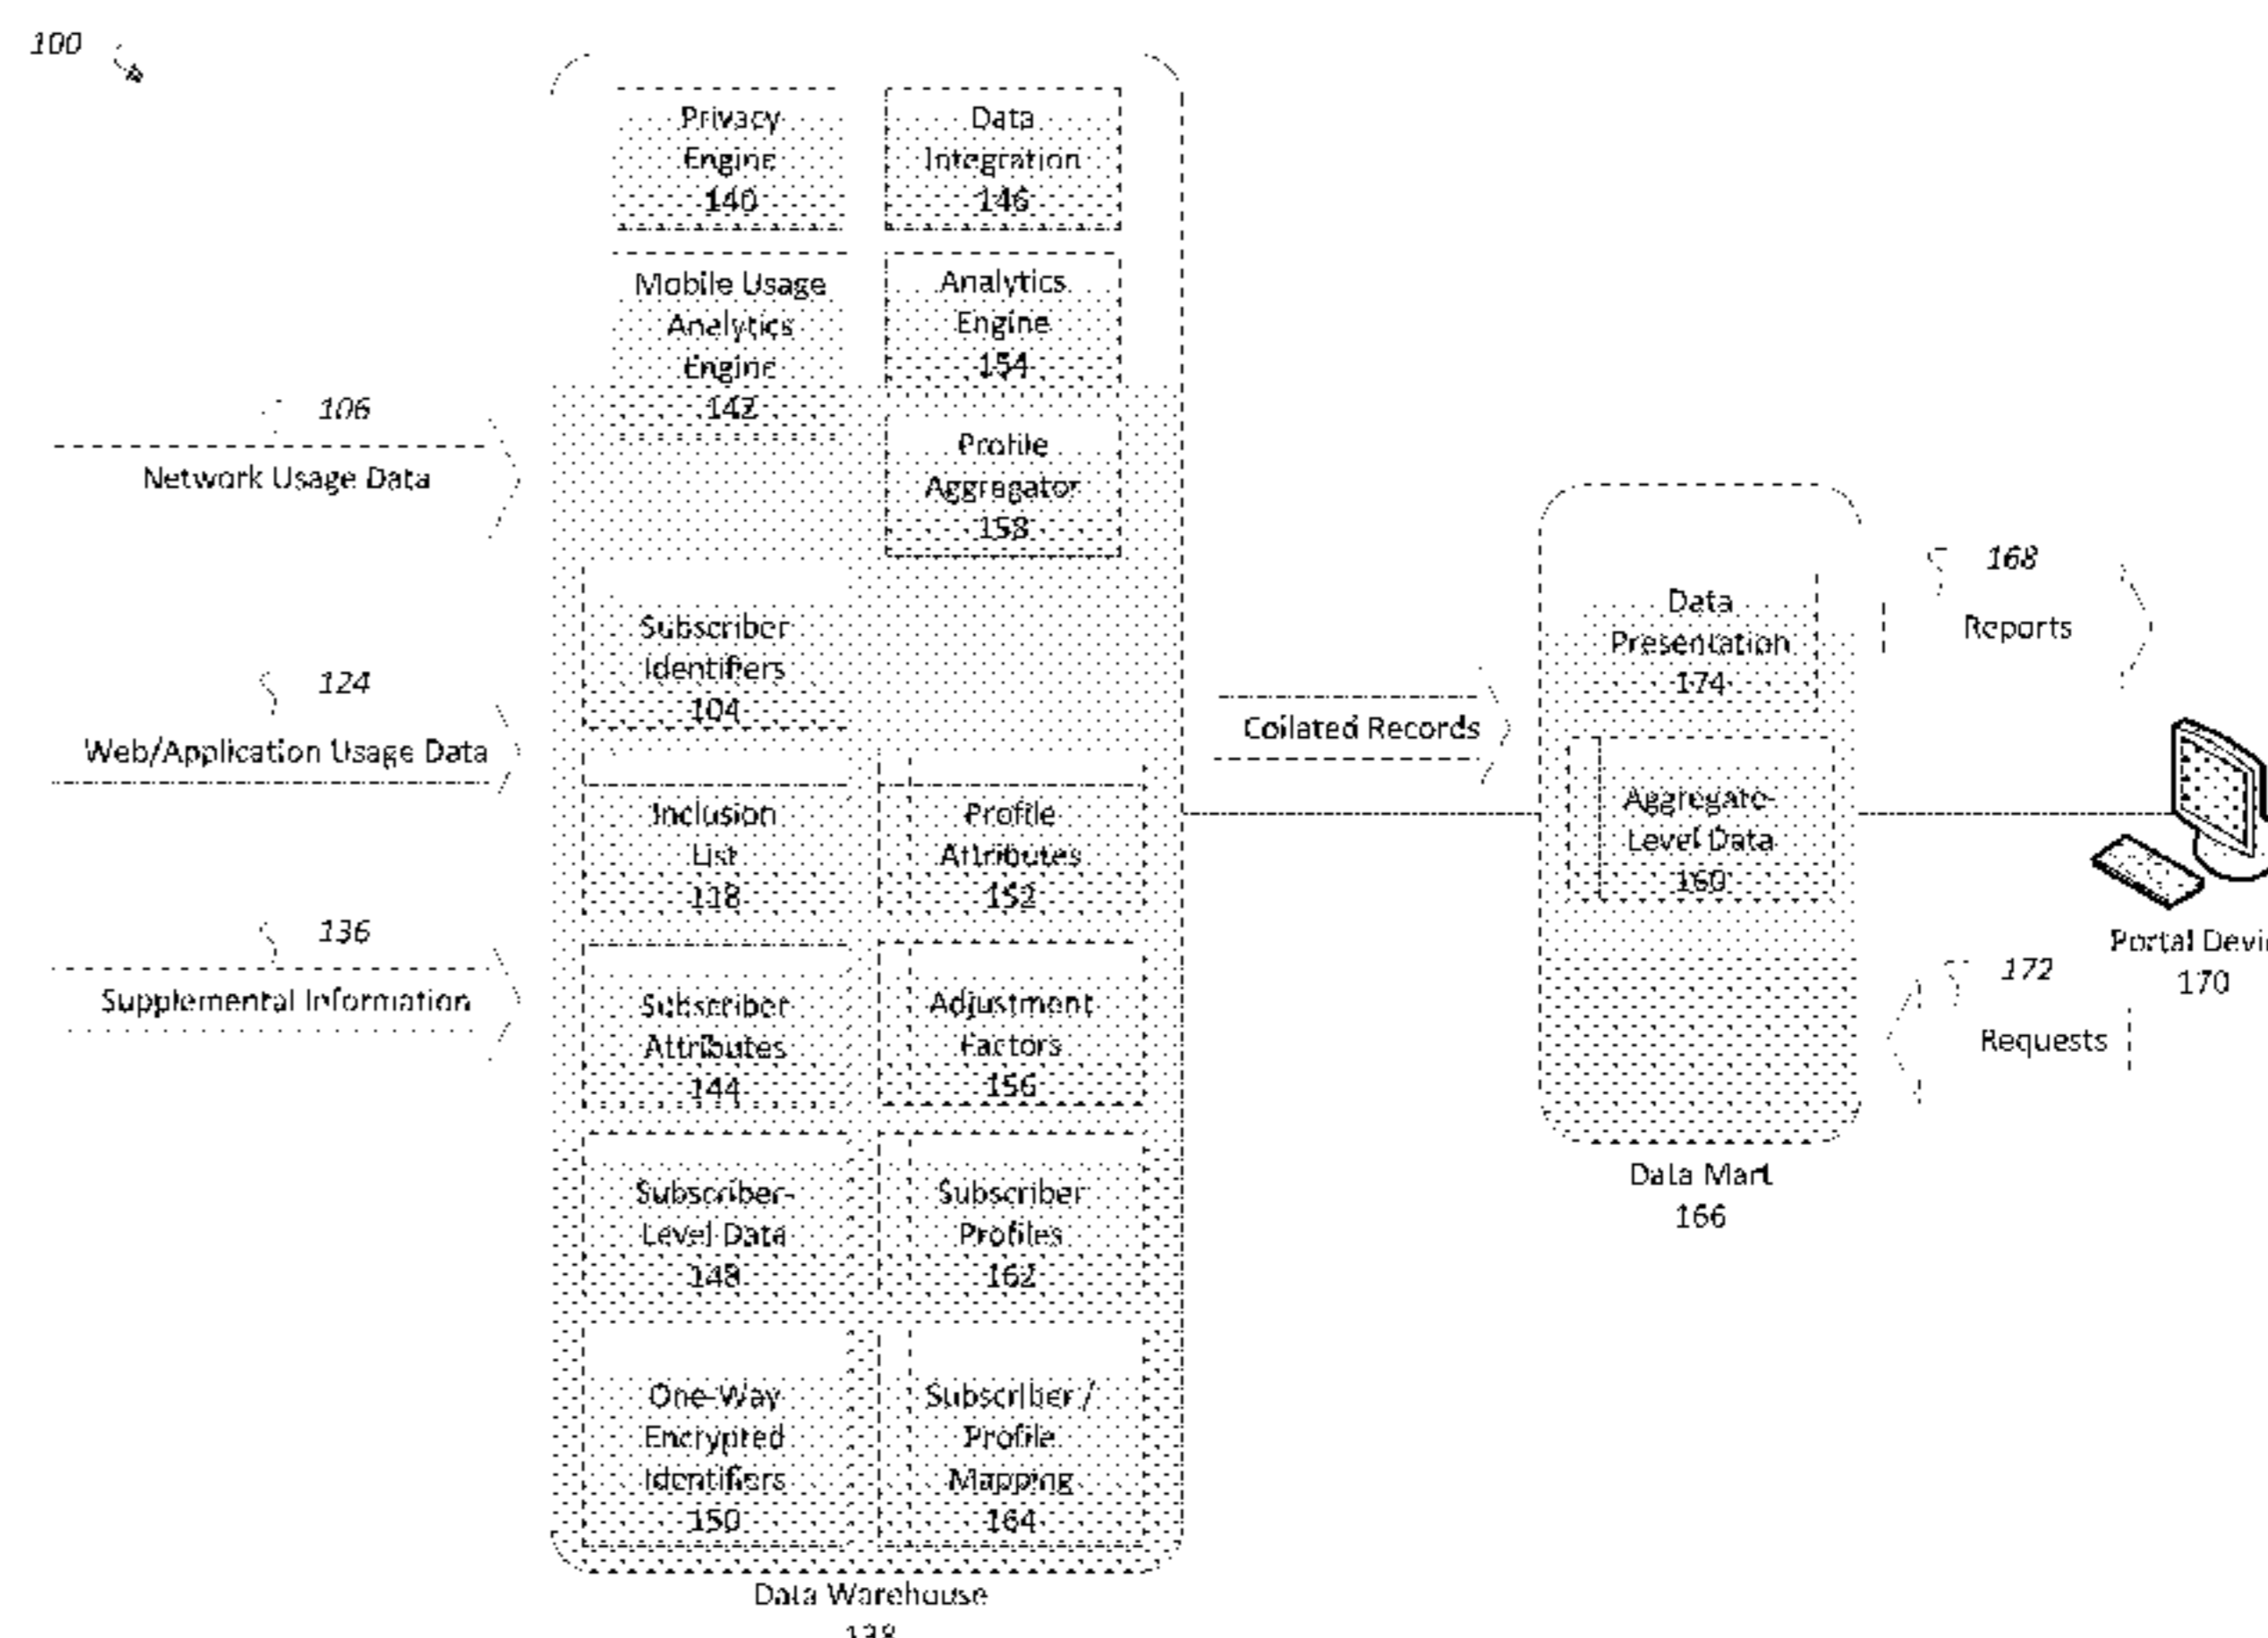 100
Privacy
Engine
140
Data
Integration
146
Mobile Usage
Analytics
Engine
142
Analytics
Engine
154
Profile
Aggregator
158
106
Network Usage Data
Subscriber
Identifiers
104
124
Web/Application Usage Data
Inclusion
List
118
Profile
Attributes
152
136
Supplemental Information
Subscriber
Attributes
144
Adjustment
Factors
156
Subscriber-
Level Data
148
Subscriber
Profiles
162
One-Way
Encrypted
Identifiers
150
Subscriber /
Profile
Mapping
164
Data Warehouse
138
Collated Records
Data
Presentation
174
Aggregate-
Level Data
160
Data Mart
166
168
Reports
Portal Devi
170
172
Requests